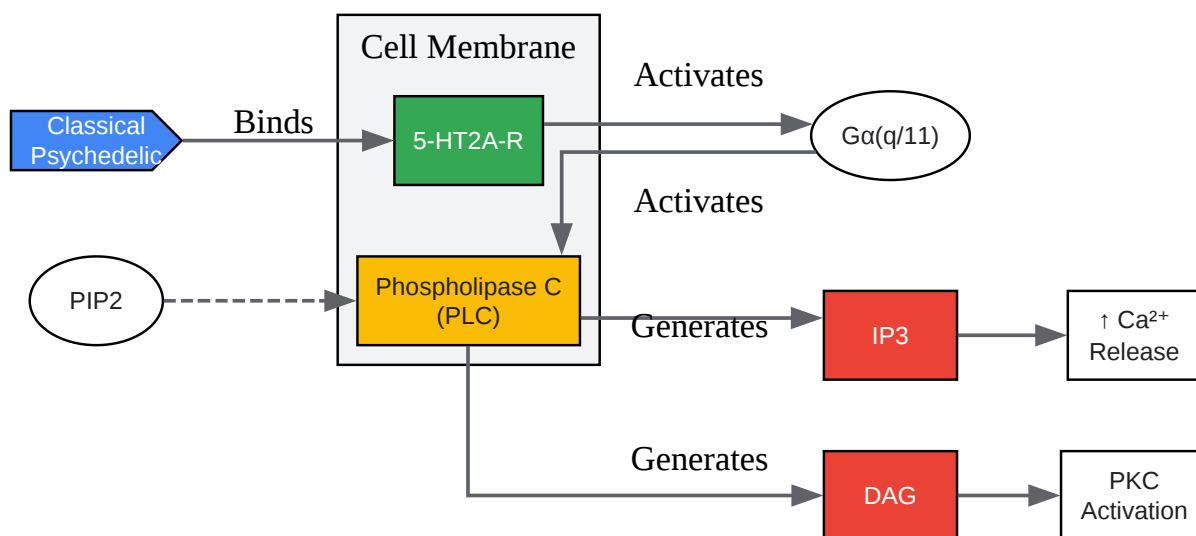 Cell Membrane
Activates
Classical
Psychedelic
Binds
5-HT2A-R
Gα(q/11)
Activates
PIP2
Phospholipase C
(PLC)
Generates
IP3
↑ Ca²⁺
Release
Generates
DAG
PKC
Activation